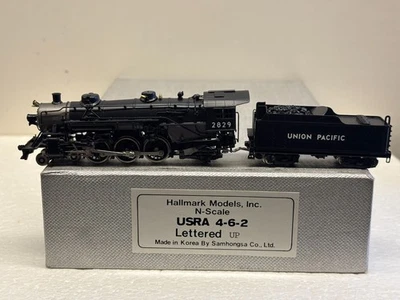 2829
UNION PACIFIC
Hallmark Models, Inc.
N-Scale
USRA 4-6-2
Lettered UP
Made in Korea By Samhongsa Co., Ltd.